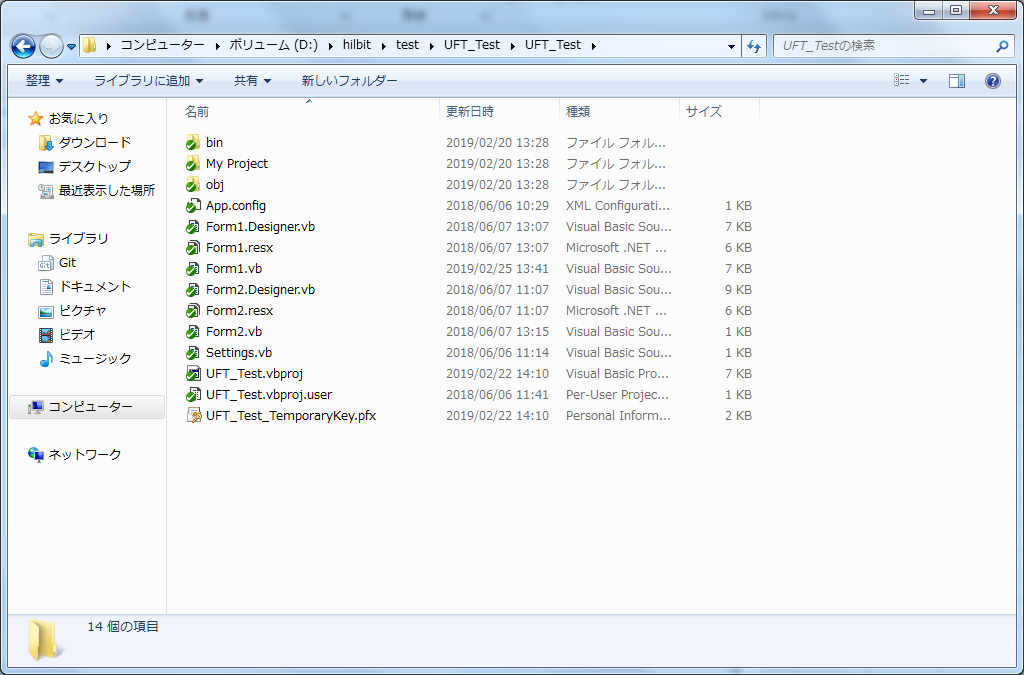 コンピューター ▸ ボリューム (D:) ▸ hilbit ▸ test ▸ UFT_Test ▸ UFT_Test ▸
UFT_Testの検索
整理 ライブラリに追加 共有 新しいフォルダー
名前 更新日時 種類 サイズ
お気に入り
ダウンロード
デスクトップ
最近表示した場所
ライブラリ
Git
ドキュメント
ピクチャ
ビデオ
ミュージック
コンピューター
ネットワーク
bin 2019/02/20 13:28 ファイル フォル...
My Project 2019/02/20 13:28 ファイル フォル...
obj 2019/02/20 13:28 ファイル フォル...
App.config 2018/06/06 10:29 XML Configurati... 1 KB
Form1.Designer.vb 2018/06/07 13:07 Visual Basic Sou... 7 KB
Form1.resx 2018/06/07 13:07 Microsoft .NET ... 6 KB
Form1.vb 2019/02/25 13:41 Visual Basic Sou... 7 KB
Form2.Designer.vb 2018/06/07 11:07 Visual Basic Sou... 9 KB
Form2.resx 2018/06/07 11:07 Microsoft .NET ... 6 KB
Form2.vb 2018/06/07 13:15 Visual Basic Sou... 1 KB
Settings.vb 2018/06/06 11:14 Visual Basic Sou... 1 KB
UFT_Test.vbproj 2019/02/22 14:10 Visual Basic Pro... 7 KB
UFT_Test.vbproj.user 2018/06/06 11:41 Per-User Projec... 1 KB
UFT_Test_TemporaryKey.pfx 2019/02/22 14:10 Personal Inform... 2 KB
14 個の項目